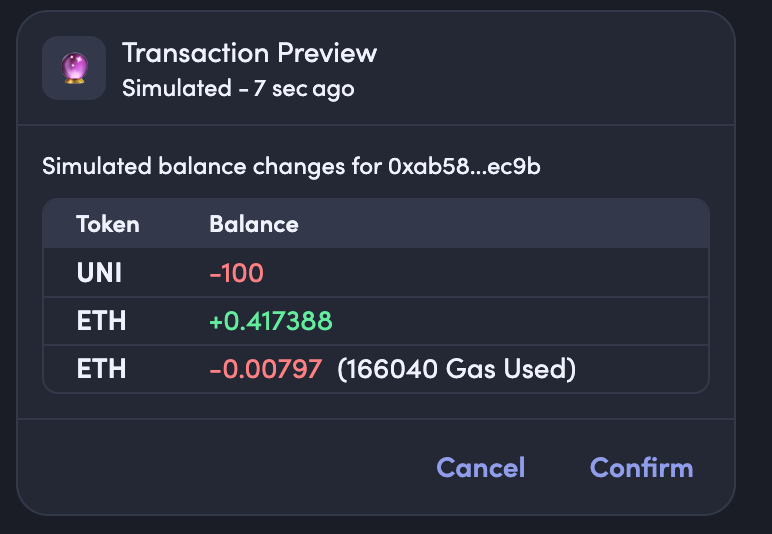 Transaction Preview
Simulated - 7 sec ago
Simulated balance changes for 0xab58...ec9b
Token Balance
UNI -100
ETH +0.417388
ETH -0.00797 (166040 Gas Used)
Cancel Confirm